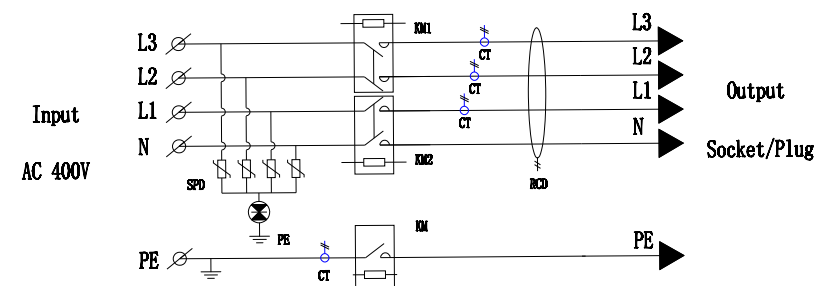 L3
KM1
L3
CT
L2
L2
CT
L1
L1
Output
Input
CT
N
N
Socket/Plug
AC 400V
KM2
SPD
RCD
PE
KM
PE
PE
CT